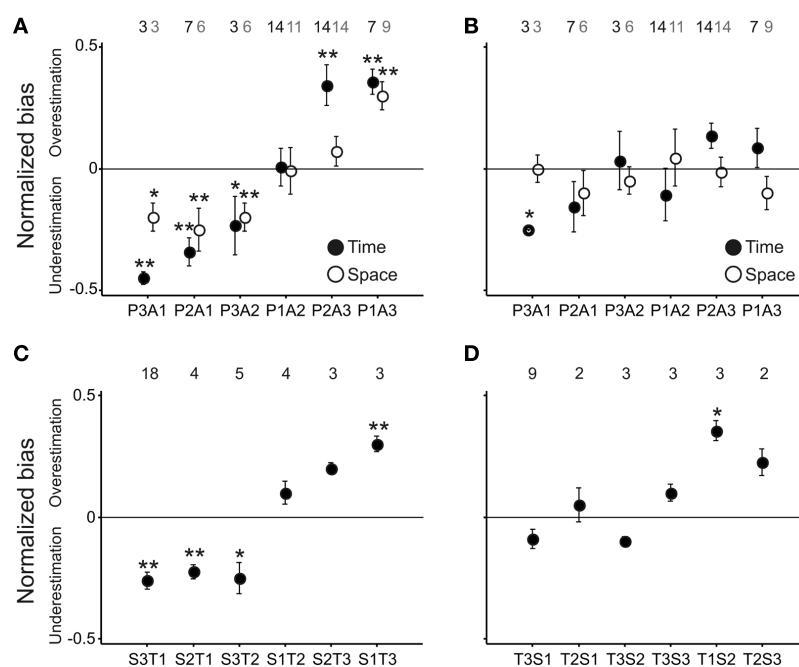 A
3 3 7 6 3 6 14 11 14 14 7 9
Normalized bias
Overestimation
Underestimation
0.5
0
-0.5
** * ** ** * ** ** ** **
Time
Space
P3A1 P2A1 P3A2 P1A2 P2A3 P1A3
B
3 3 7 6 3 6 14 11 14 14 7 9
*
Time
Space
P3A1 P2A1 P3A2 P1A2 P2A3 P1A3
C
18 4 5 4 3 3
Normalized bias
Overestimation
Underestimation
0.5
0
-0.5
** ** * **
S3T1 S2T1 S3T2 S1T2 S2T3 S1T3
D
9 2 3 3 3 2
*
T3S1 T2S1 T3S2 T3S3 T1S2 T2S3